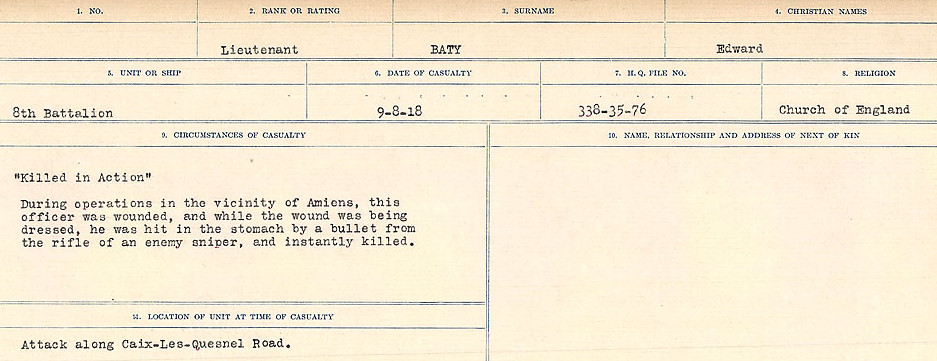 1. NO.
2. RANK OR RATING
3. SURNAME
4. CHRISTIAN NAMES
Lieutenant
BATY
Edward
5. UNIT OR SHIP
6. DATE OF CASUALTY
7. H. Q. FILE NO.
8. RELIGION
8th Battalion
9-8-18
338-35-76
Church of England
9. CIRCUMSTANCES OF CASUALTY
10. NAME, RELATIONSHIP AND ADDRESS OF NEXT OF KIN
"Killed in Action"
During operations in the vicinity of Amiens, this
officer was wounded, and while the wound was being
dressed, he was hit in the stomach by a bullet from
the rifle of an enemy sniper, and instantly killed.
11. LOCATION OF UNIT AT TIME OF CASUALTY
Attack along Caix-Les-Quesnel Road.